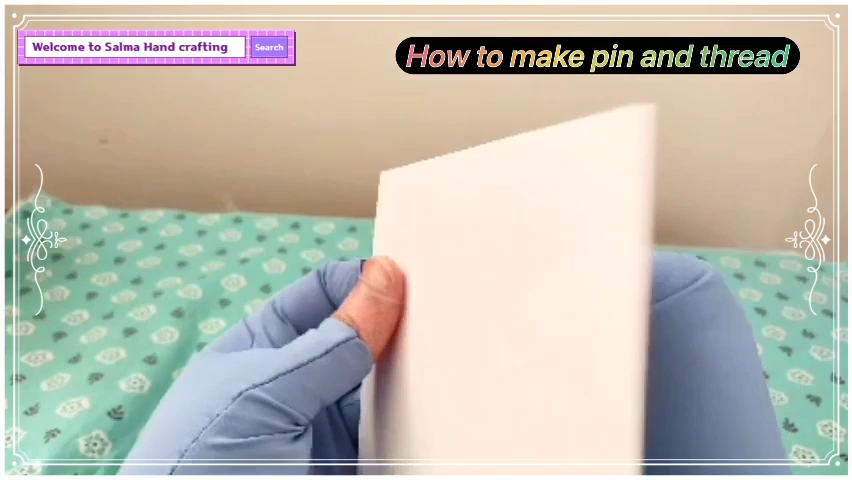 Welcome to Salma Hand crafting
Search
How to make pin and thread